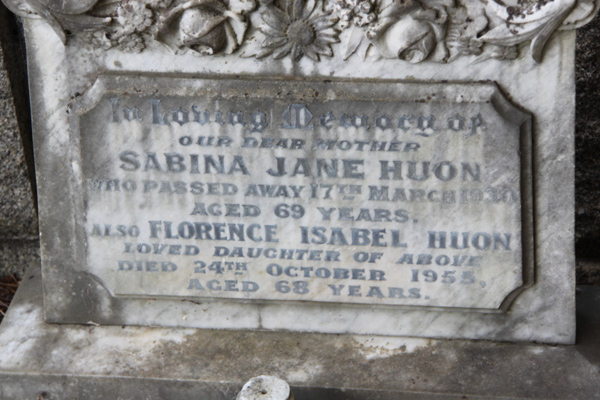 In Loving Memory of
OUR DEAR MOTHER
SABINA JANE HUON
WHO PASSED AWAY 17TH MARCH
AGED 69 YEARS.
ALSO FLORENCE ISABEL HUON
LOVED DAUGHTER OF ABOVE
DIED 24TH OCTOBER 1955
AGED 68 YEARS.